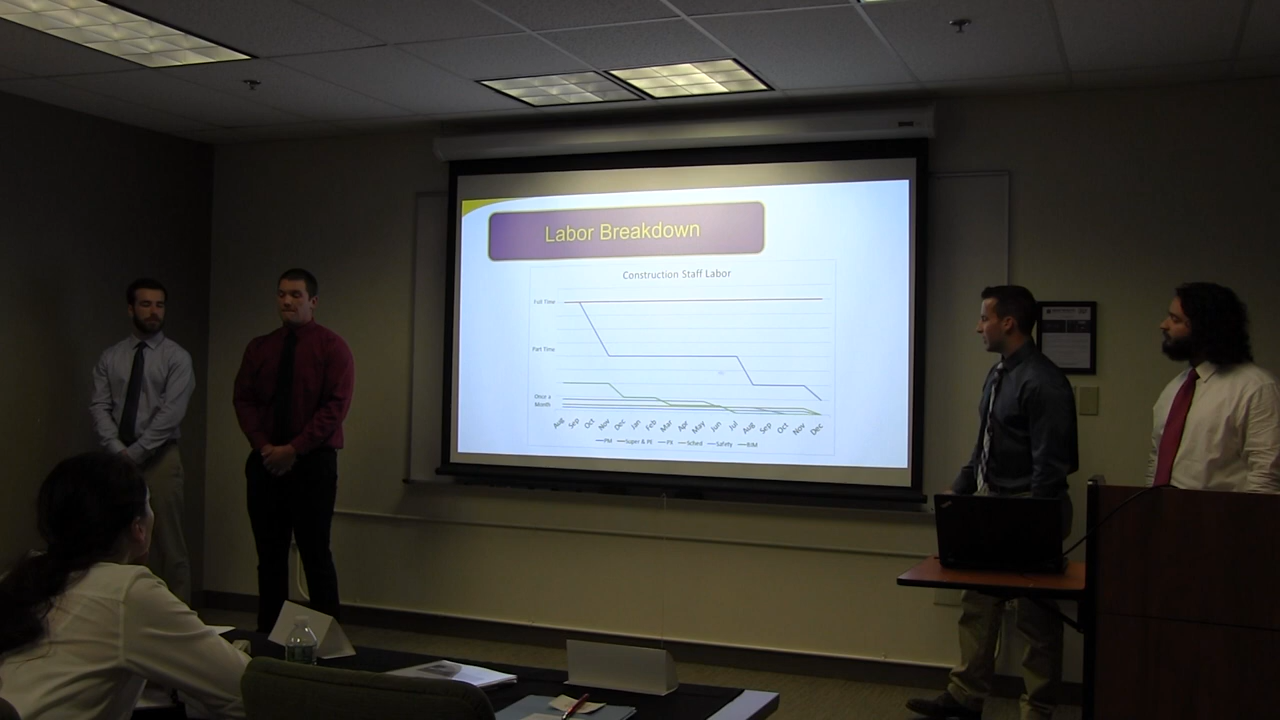 Labor Breakdown
Construction Staff Labor
Full Time
Part Time
Once a
Month
Aug Sep Oct Nov Dec Jan Feb Mar Apr May Jun Jul Aug Sep Oct Nov Dec
PM Super & PE PX Sched Safety BIM